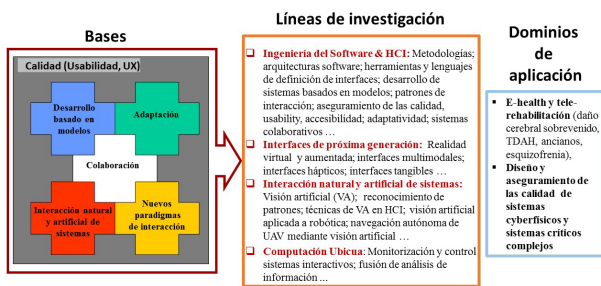 Bases
Calidad (Usabilidad, UX)
Desarrollo
basado en
modelos
Adaptación
Colaboración
Interacción natural
y artificial de
sistemas
Nuevos
paradigmas
de interacción
Líneas de investigación
Ingeniería del Software & HCI: Metodologías;
arquitecturas software; herramientas y lenguajes
de definición de interfaces; desarrollo de
sistemas basados en modelos; patrones de
interacción; aseguramiento de las calidad,
usability, accesibilidad; adaptatividad; sistemas
colaborativos …
Interfaces de próxima generación: Realidad
virtual y aumentada; interfaces multimodales;
interfaces hápticos; interfaces tangibles …
Interacción natural y artificial de sistemas:
Visión artificial (VA); reconocimiento de
patrones; técnicas de VA en HCI; visión artificial
aplicada a robótica; navegación autónoma de
UAV mediante visión artificial …
Computación Ubicua: Monitorización y control
sistemas interactivos; fusión de análisis de
información ...
Dominios
de
aplicación
E-health y tele-
rehabilitación (daño
cerebral sobrevenido,
TDAH, ancianos,
esquizofrenia),
Diseño y
aseguramiento de
las calidad de
sistemas
cyberfísicos y
sistemas críticos
complejos